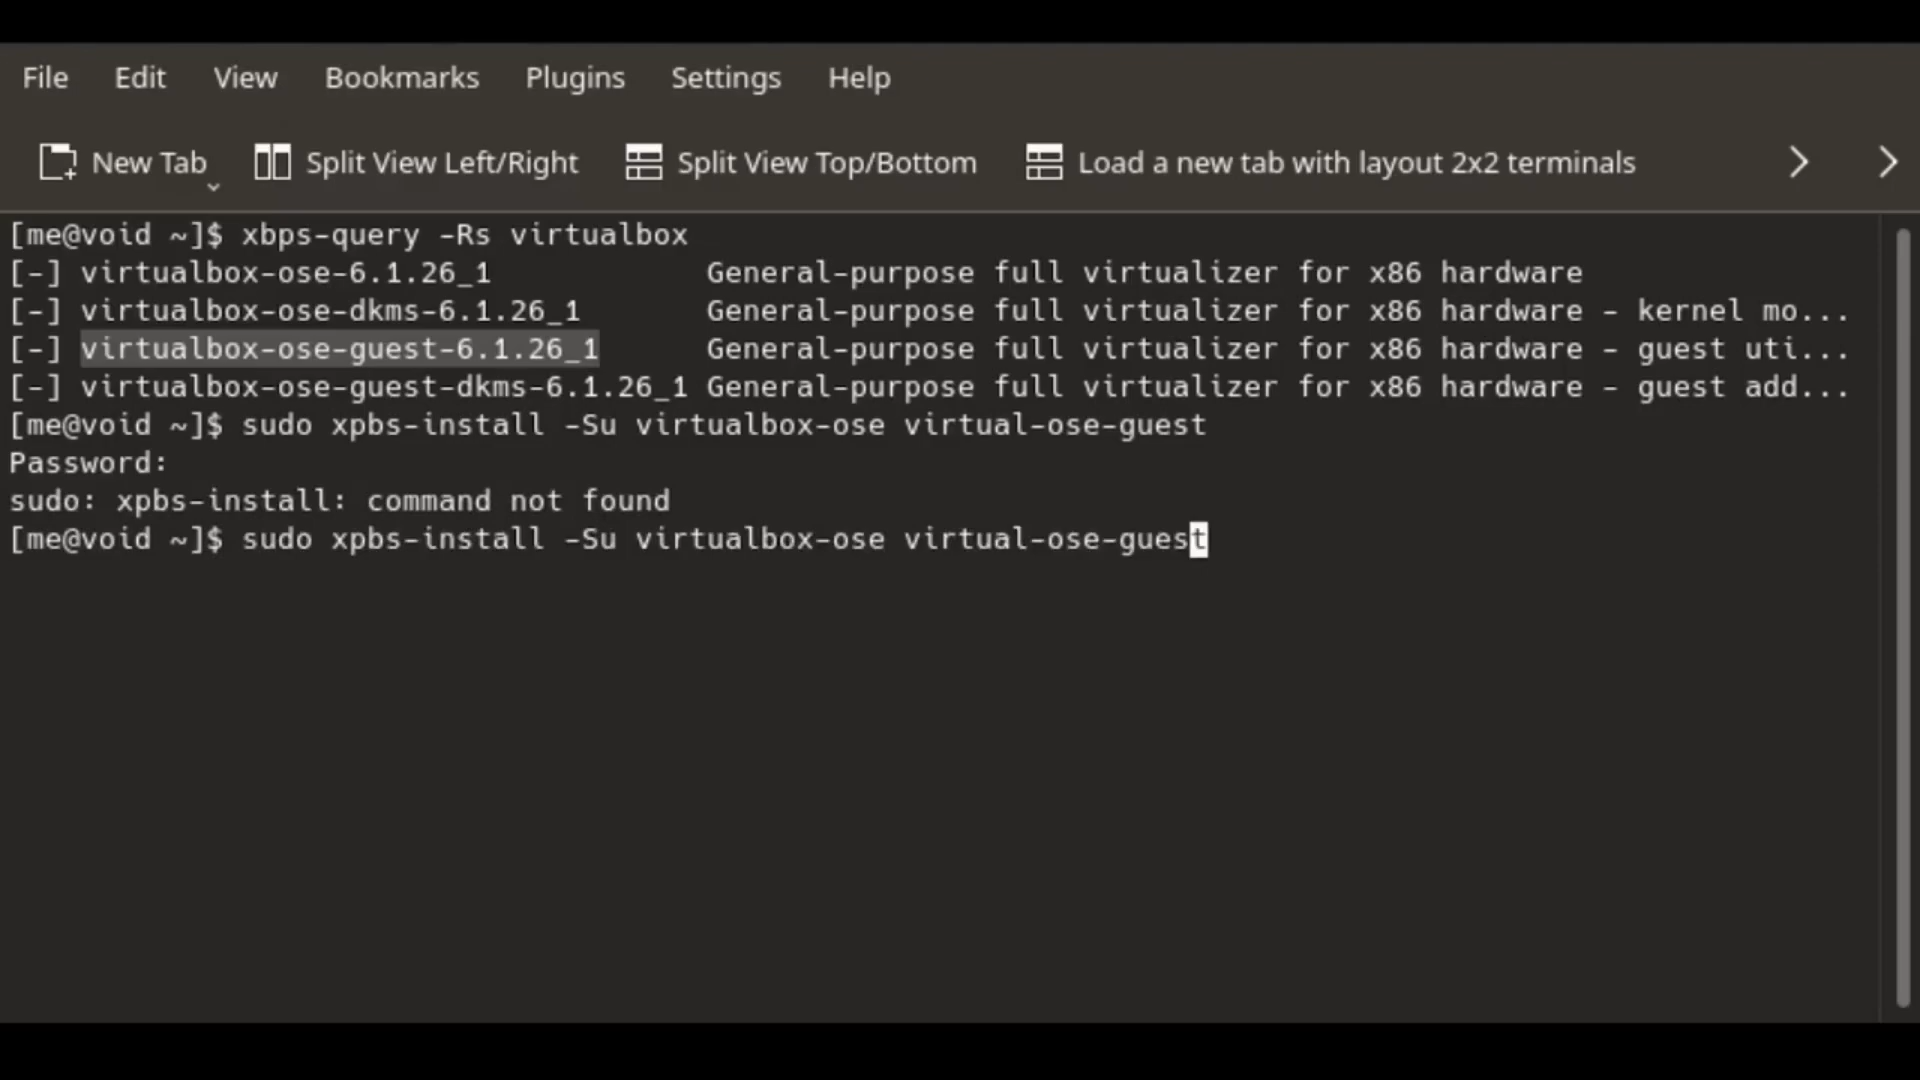 File Edit View Bookmarks Plugins Settings Help
New Tab Split View Left/Right Split View Top/Bottom Load a new tab with layout 2x2 terminals
[me@void ~]$ xbps-query -Rs virtualbox
[-] virtualbox-ose-6.1.26_1 General-purpose full virtualizer for x86 hardware
[-] virtualbox-ose-dkms-6.1.26_1 General-purpose full virtualizer for x86 hardware - kernel mo...
[-] virtualbox-ose-guest-6.1.26_1 General-purpose full virtualizer for x86 hardware - guest uti...
[-] virtualbox-ose-guest-dkms-6.1.26_1 General-purpose full virtualizer for x86 hardware - guest add...
[me@void ~]$ sudo xpbs-install -Su virtualbox-ose virtual-ose-guest
Password:
sudo: xpbs-install: command not found
[me@void ~]$ sudo xpbs-install -Su virtualbox-ose virtual-ose-guest